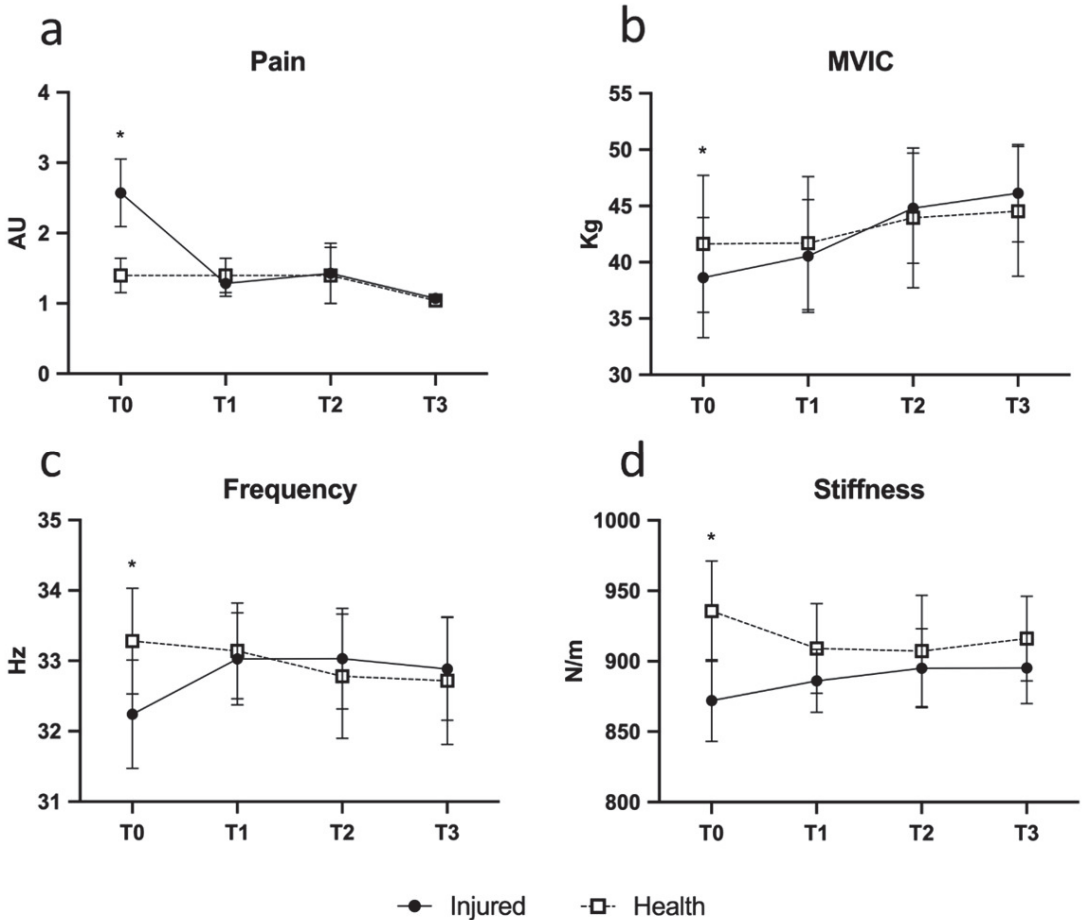 a
Pain
4
3
2
1
0
AU
*
T0 T1 T2 T3
b
MVIC
55
50
45
40
35
30
Kg
*
T0 T1 T2 T3
c
Frequency
35
34
33
32
31
Hz
*
T0 T1 T2 T3
d
Stiffness
1000
950
900
850
800
N/m
*
T0 T1 T2 T3
Injured Health